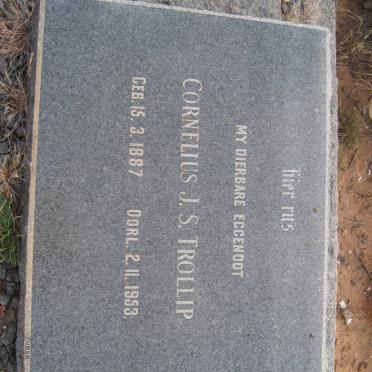 Hier rus
MY DIERBARE EGGENOOT
CORNELIUS J. S. TROLLIP
GEB. 15. 3. 1887 OORL. 2. 11. 1953.